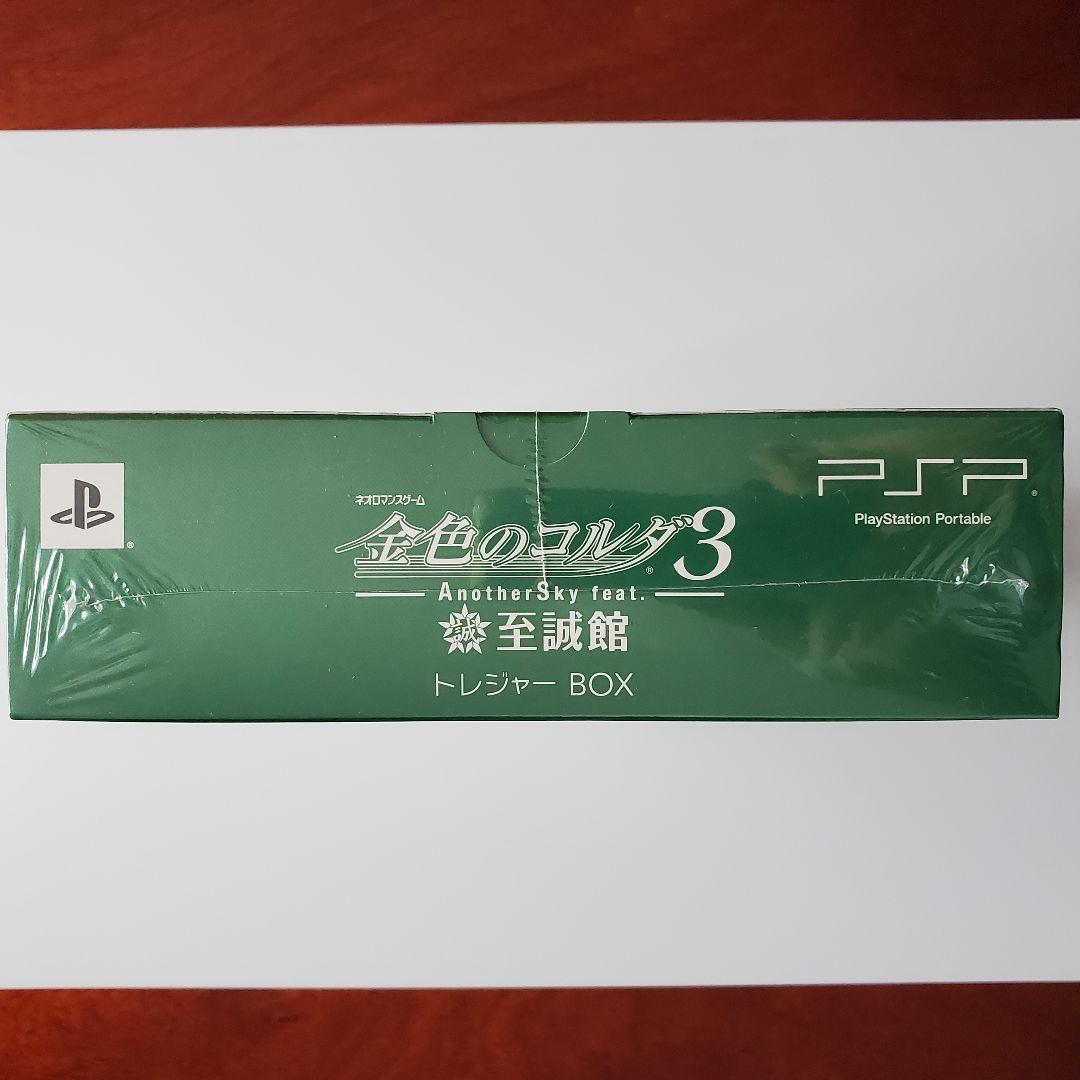 ネオロマンスゲーム
金色のコルダ3
AnotherSky feat.
誠 至誠館
トレジャー BOX
PSP
PlayStation Portable